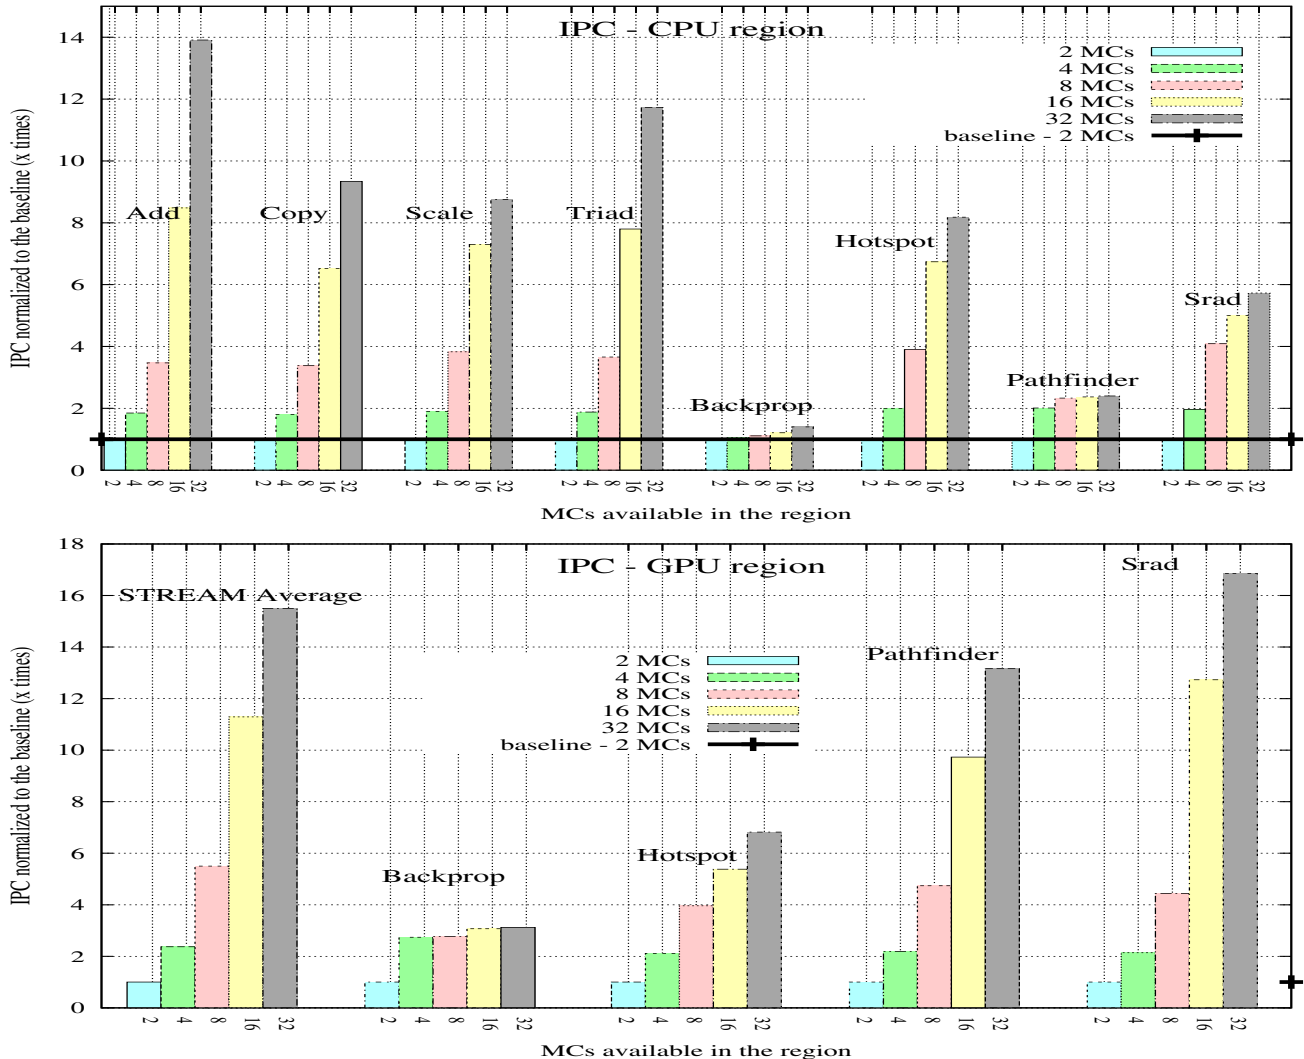 IPC - CPU region
2 MCs
4 MCs
8 MCs
16 MCs
32 MCs
baseline - 2 MCs
IPC normalized to the baseline (x times)
14
12
10
8
6
4
2
0
Add
Copy
Scale
Triad
Backprop
Hotspot
Pathfinder
Srad
2 4 8 16 32 2 4 8 16 32 2 4 8 16 32 2 4 8 16 32 2 4 8 16 32 2 4 8 16 32 2 4 8 16 32 2 4 8 16 32
MCs available in the region
IPC - GPU region
2 MCs
4 MCs
8 MCs
16 MCs
32 MCs
baseline - 2 MCs
IPC normalized to the baseline (x times)
18
16
14
12
10
8
6
4
2
0
STREAM Average
Backprop
Hotspot
Pathfinder
Srad
2 4 8 16 32 2 4 8 16 32 2 4 8 16 32 2 4 8 16 32 2 4 8 16 32
MCs available in the region